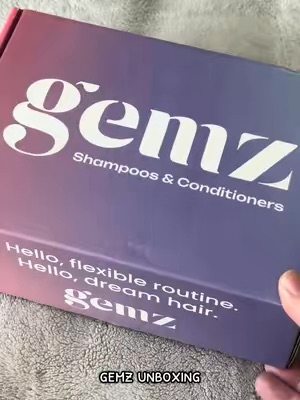 gemz
Shampoos & Conditioners
Hello, flexible routine.
Hello, dream hair.
gemz
GEMZ UNBOXING